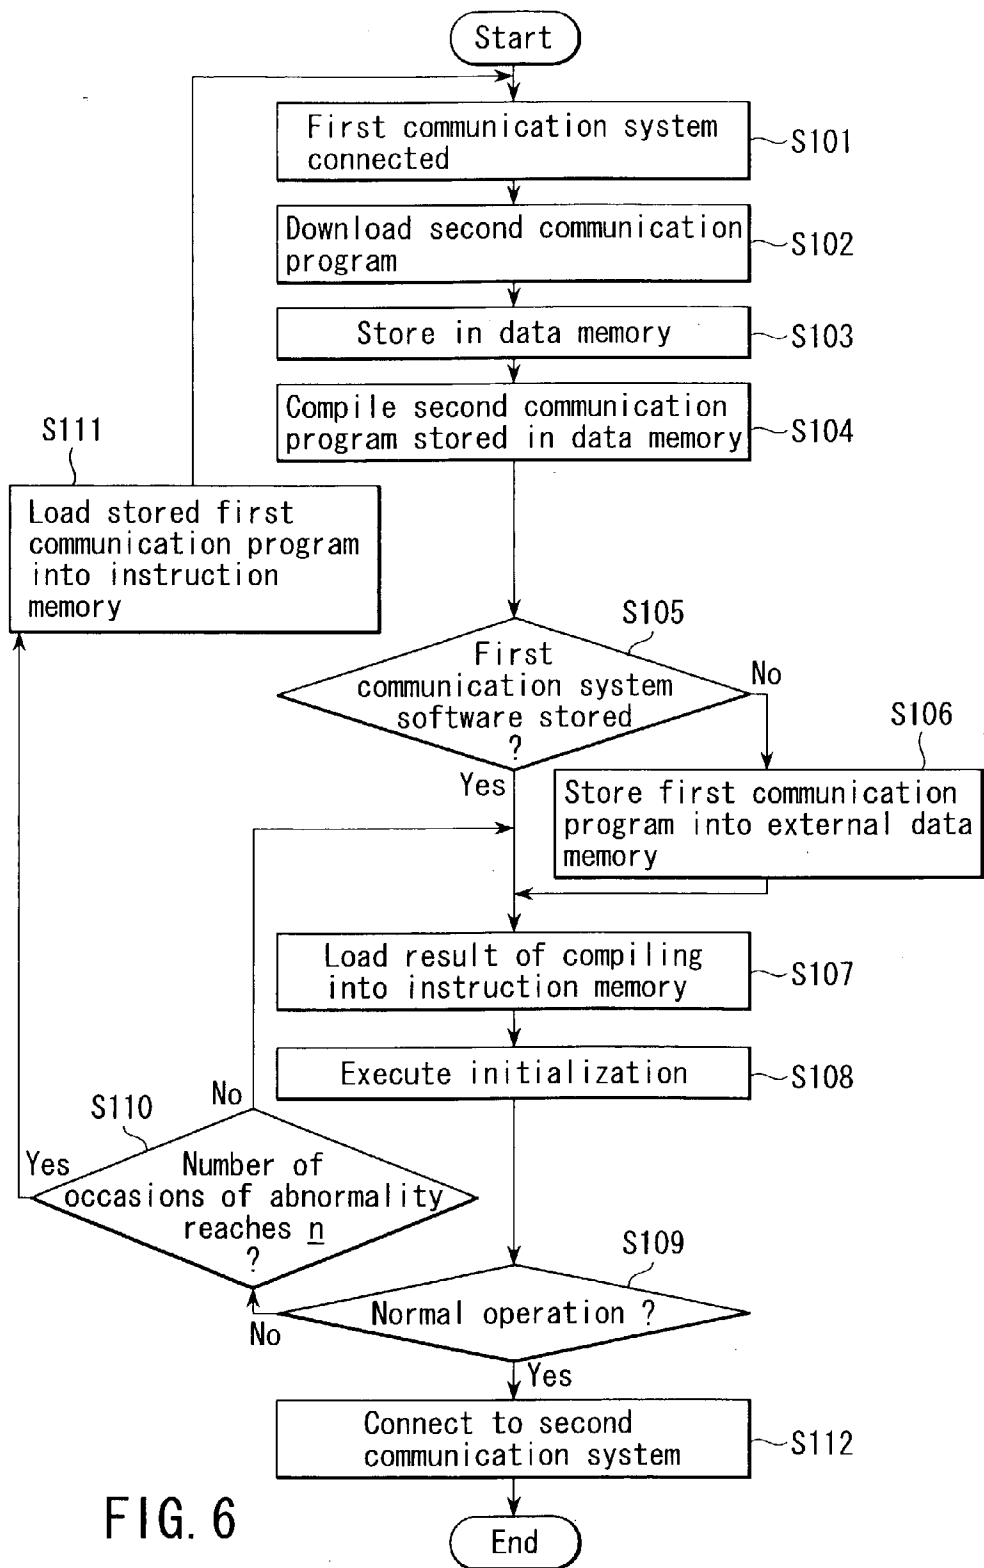 Start
First communication system
connected
S101
Download second communication
program
S102
Store in data memory
S103
Compile second communication
program stored in data memory
S104
S111
Load stored first
communication program
into instruction
memory
S105
First
communication system
software stored
?
No
Yes
S106
Store first communication
program into external data
memory
Load result of compiling
into instruction memory
S107
Execute initialization
S108
No
S110
Yes
Number of
occasions of abnormality
reaches n
?
S109
Normal operation ?
No
Yes
Connect to second
communication system
S112
FIG. 6
End